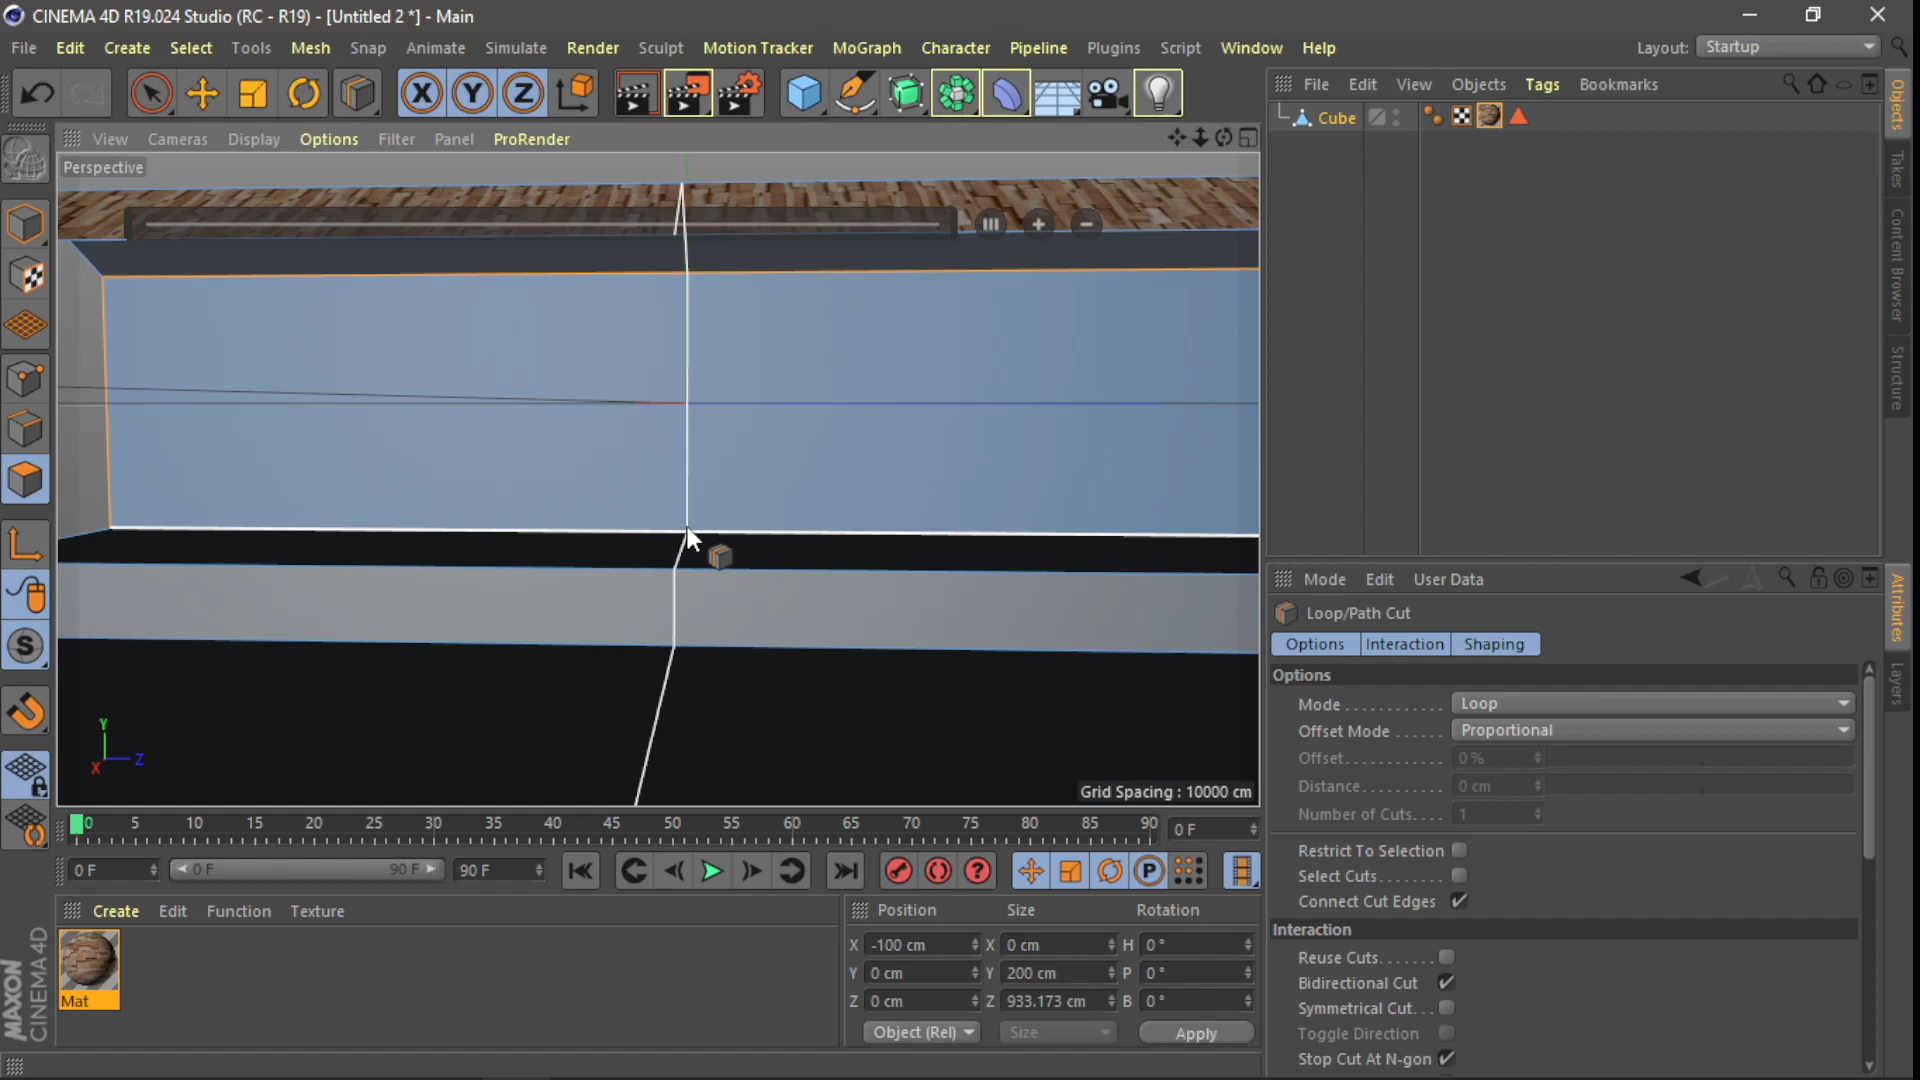 CINEMA 4D R19.024 Studio (RC - R19) - [Untitled 2 *] - Main
File Edit Create Select Tools Mesh Snap Animate Simulate Render Sculpt Motion Tracker MoGraph Character Pipeline Plugins Script Window Help Layout: Startup
X Y Z
File Edit View Objects Tags Bookmarks
Objects
Takes
Content Browser
Structure
Cube
View Cameras Display Options Filter Panel ProRender
Perspective
Y
Z
X
Grid Spacing : 10000 cm
Mode Edit User Data
Attributes
Layers
Loop/Path Cut
Options Interaction Shaping
Options
Mode Loop
Offset Mode Proportional
Offset 0 %
Distance 0 cm
Number of Cuts 1
Restrict To Selection
Select Cuts
Connect Cut Edges
Interaction
Reuse Cuts
Bidirectional Cut
Symmetrical Cut
Toggle Direction
Stop Cut At N-gon
0 5 10 15 20 25 30 35 40 45 50 55 60 65 70 75 80 85 90 0 F
0 F 0 F 90 F 90 F
Create Edit Function Texture
Mat
MAXON
CINEMA 4D
Position Size Rotation
X -100 cm X 0 cm H 0 °
Y 0 cm Y 200 cm P 0 °
Z 0 cm Z 933.173 cm B 0 °
Object (Rel) Size Apply